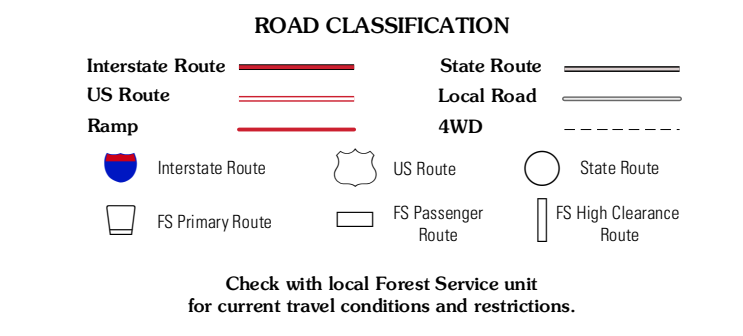 ROAD CLASSIFICATION
Interstate Route
State Route
US Route
Local Road
Ramp
4WD
Interstate Route
US Route
State Route
FS Primary Route
FS Passenger
Route
FS High Clearance
Route
Check with local Forest Service unit
for current travel conditions and restrictions.